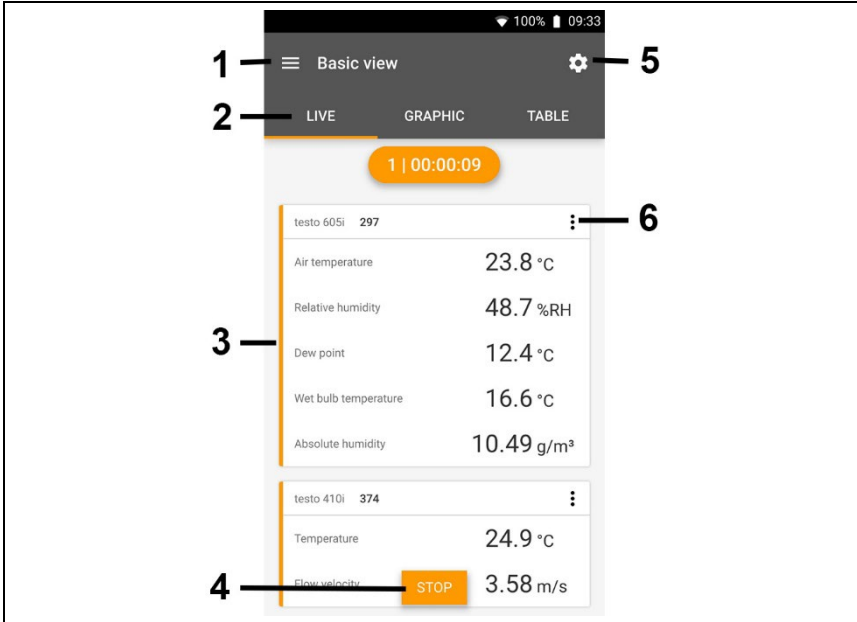 100% 09:33
1 Basic view 5
2 LIVE GRAPHIC TABLE
1 | 00:00:09
testo 605i 297 6
Air temperature 23.8 °C
Relative humidity 48.7 %RH
3
Dew point 12.4 °C
Wet bulb temperature 16.6 °C
Absolute humidity 10.49 g/m³
testo 410i 374
Temperature 24.9 °C
4 Flow velocity STOP 3.58 m/s